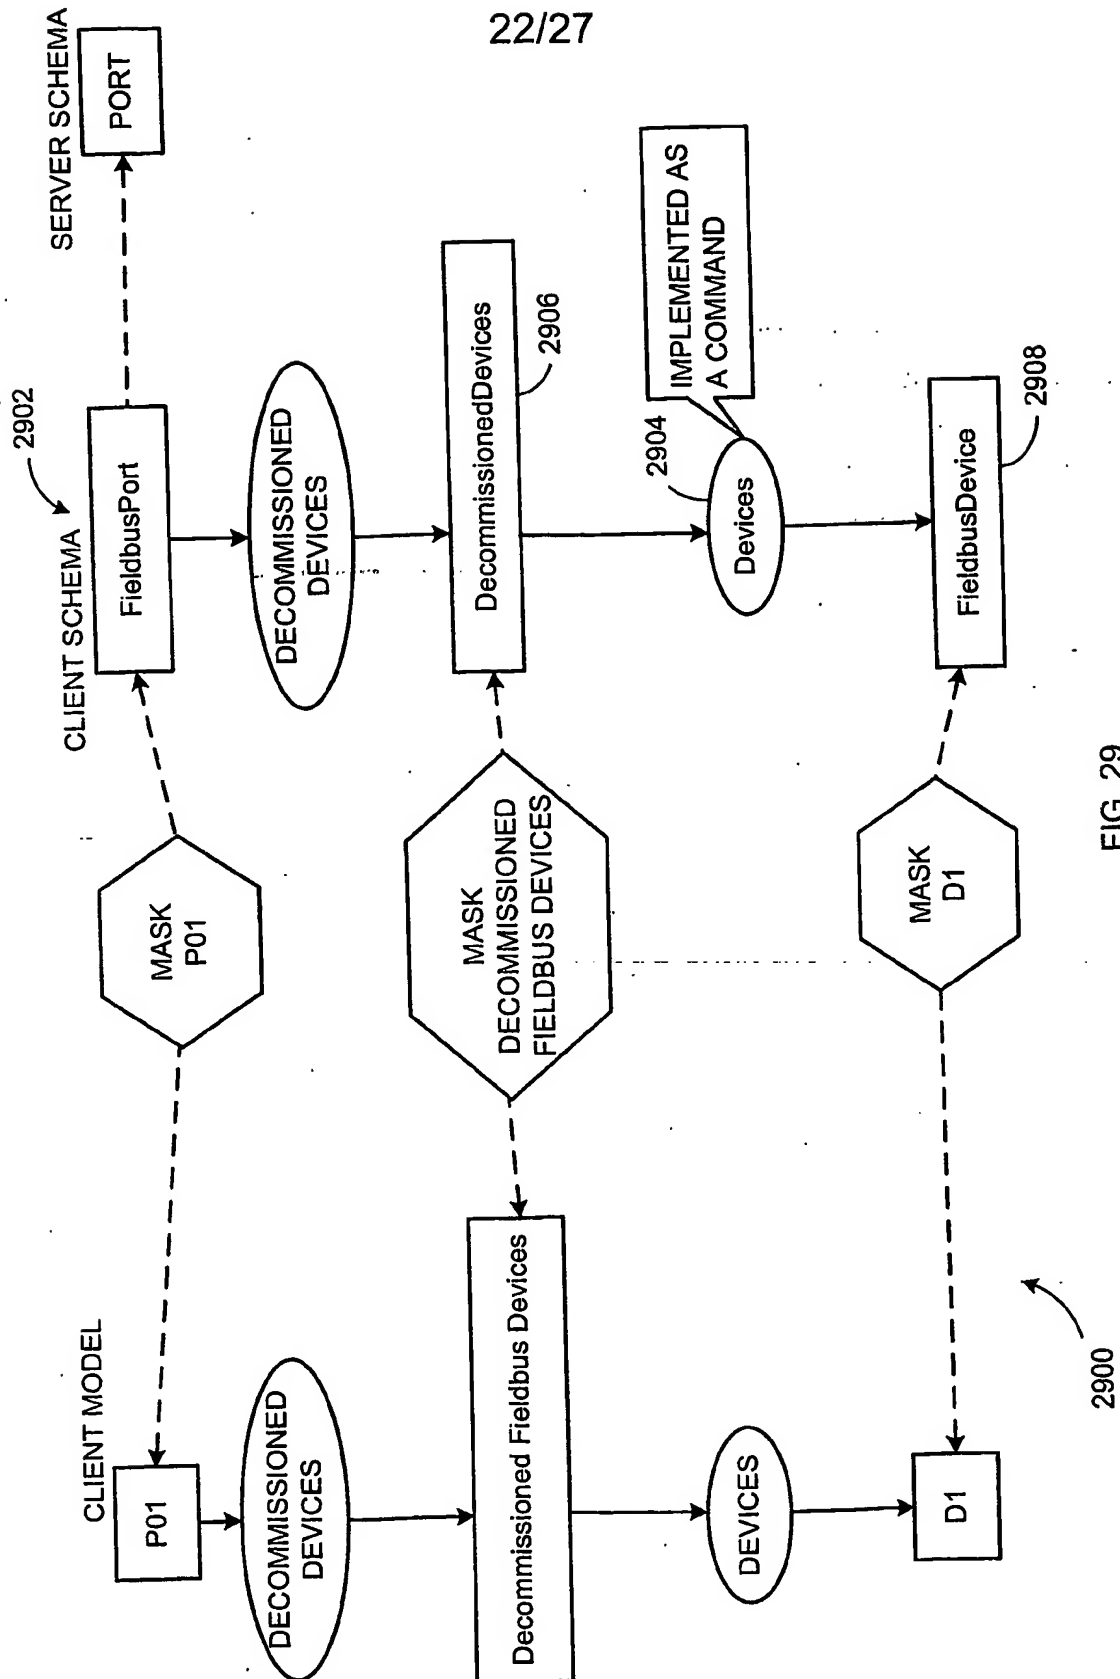 22/27
CLIENT MODEL
CLIENT SCHEMA
2902
SERVER SCHEMA
P01
MASK
P01
FieldbusPort
PORT
DECOMMISSIONED
DEVICES
DECOMMISSIONED
DEVICES
Decommissioned Fieldbus Devices
MASK
DECOMMISSIONED
FIELDBUS DEVICES
DecommissionedDevices
2906
DEVICES
Devices
2904
IMPLEMENTED AS
A COMMAND
D1
MASK
D1
FieldbusDevice
2908
2900
FIG. 29